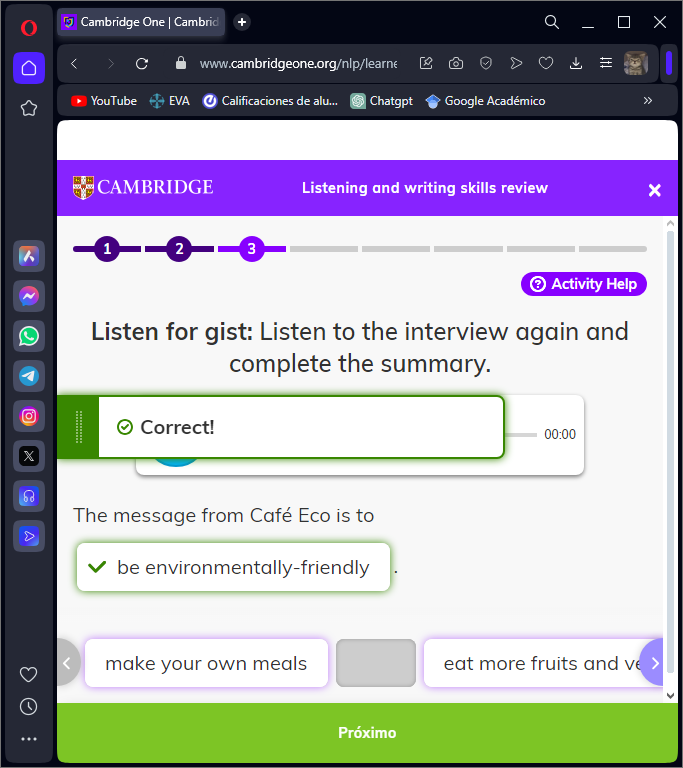 Cambridge One | Cambrid
www.cambridgeone.org/nlp/learne
YouTube
EVA
Calificaciones de alu...
Chatgpt
Google Académico
CAMBRIDGE
Listening and writing skills review
1
2
3
Activity Help
Listen for gist: Listen to the interview again and
complete the summary.
Correct!
00:00
The message from Café Eco is to
be environmentally-friendly
.
make your own meals
eat more fruits and ve
Próximo